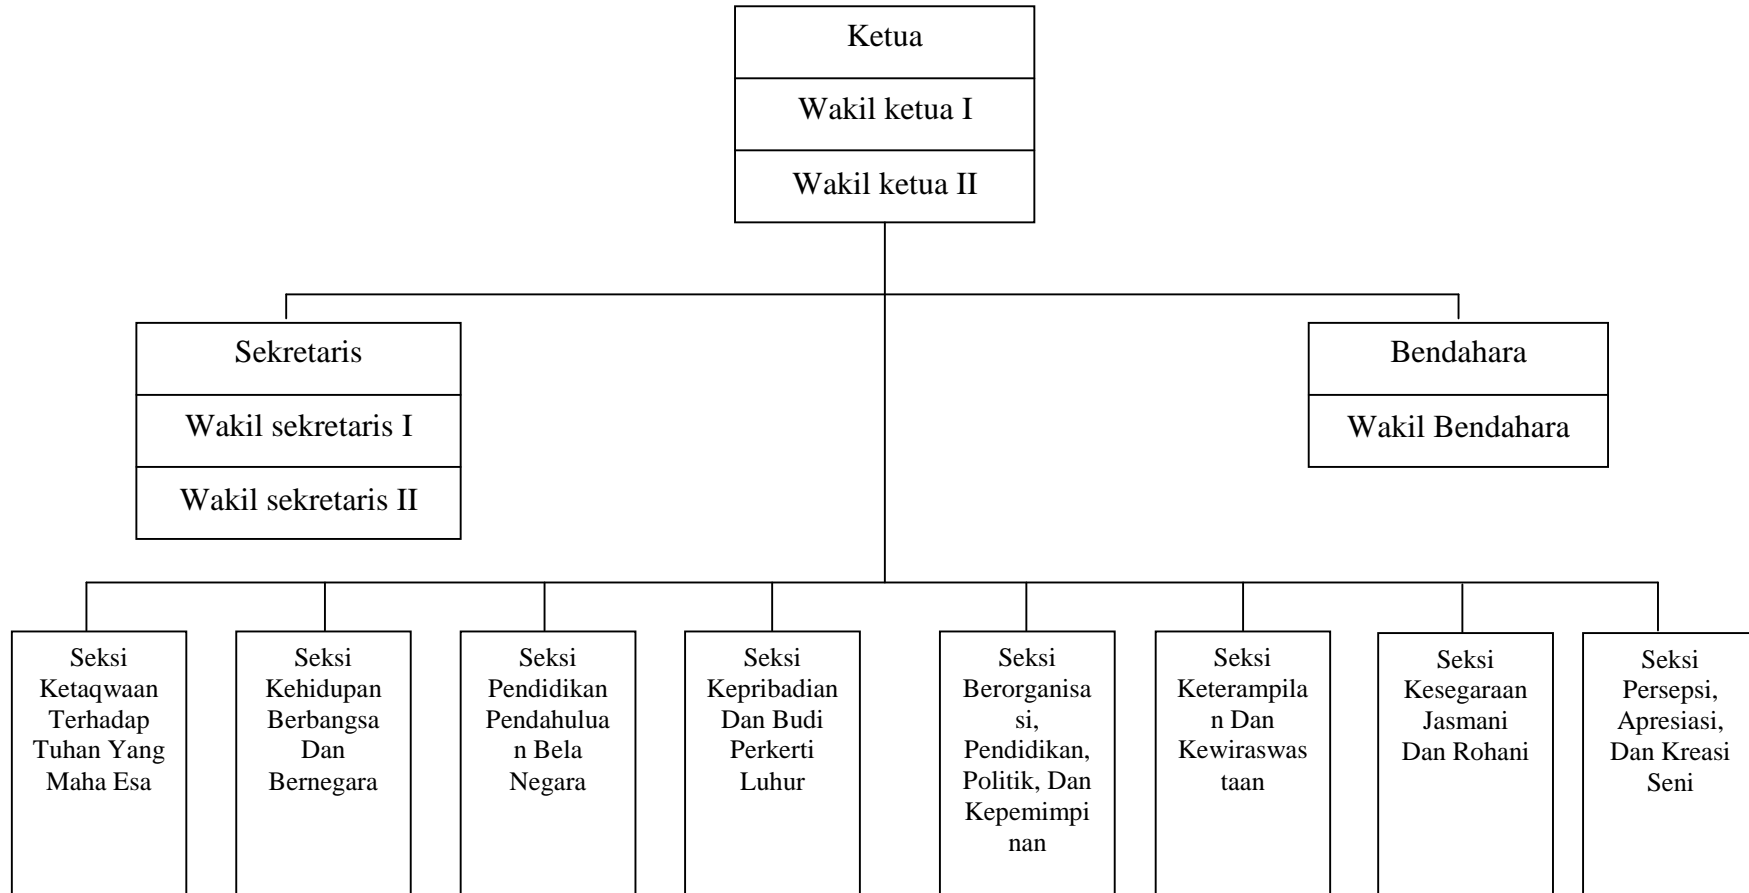 Ketua
Wakil ketua I
Wakil ketua II
Sekretaris
Wakil sekretaris I
Wakil sekretaris II
Bendahara
Wakil Bendahara
Seksi
Ketaqwaan
Terhadap
Tuhan Yang
Maha Esa
Seksi
Kehidupan
Berbangsa
Dan
Bernegara
Seksi
Pendidikan
Pendahulua
n Bela
Negara
Seksi
Kepribadian
Dan Budi
Perkerti
Luhur
Seksi
Berorganisa
si,
Pendidikan,
Politik, Dan
Kepemimpi
nan
Seksi
Keterampila
n Dan
Kewiraswas
taan
Seksi
Kesegaraan
Jasmani
Dan Rohani
Seksi
Persepsi,
Apresiasi,
Dan Kreasi
Seni